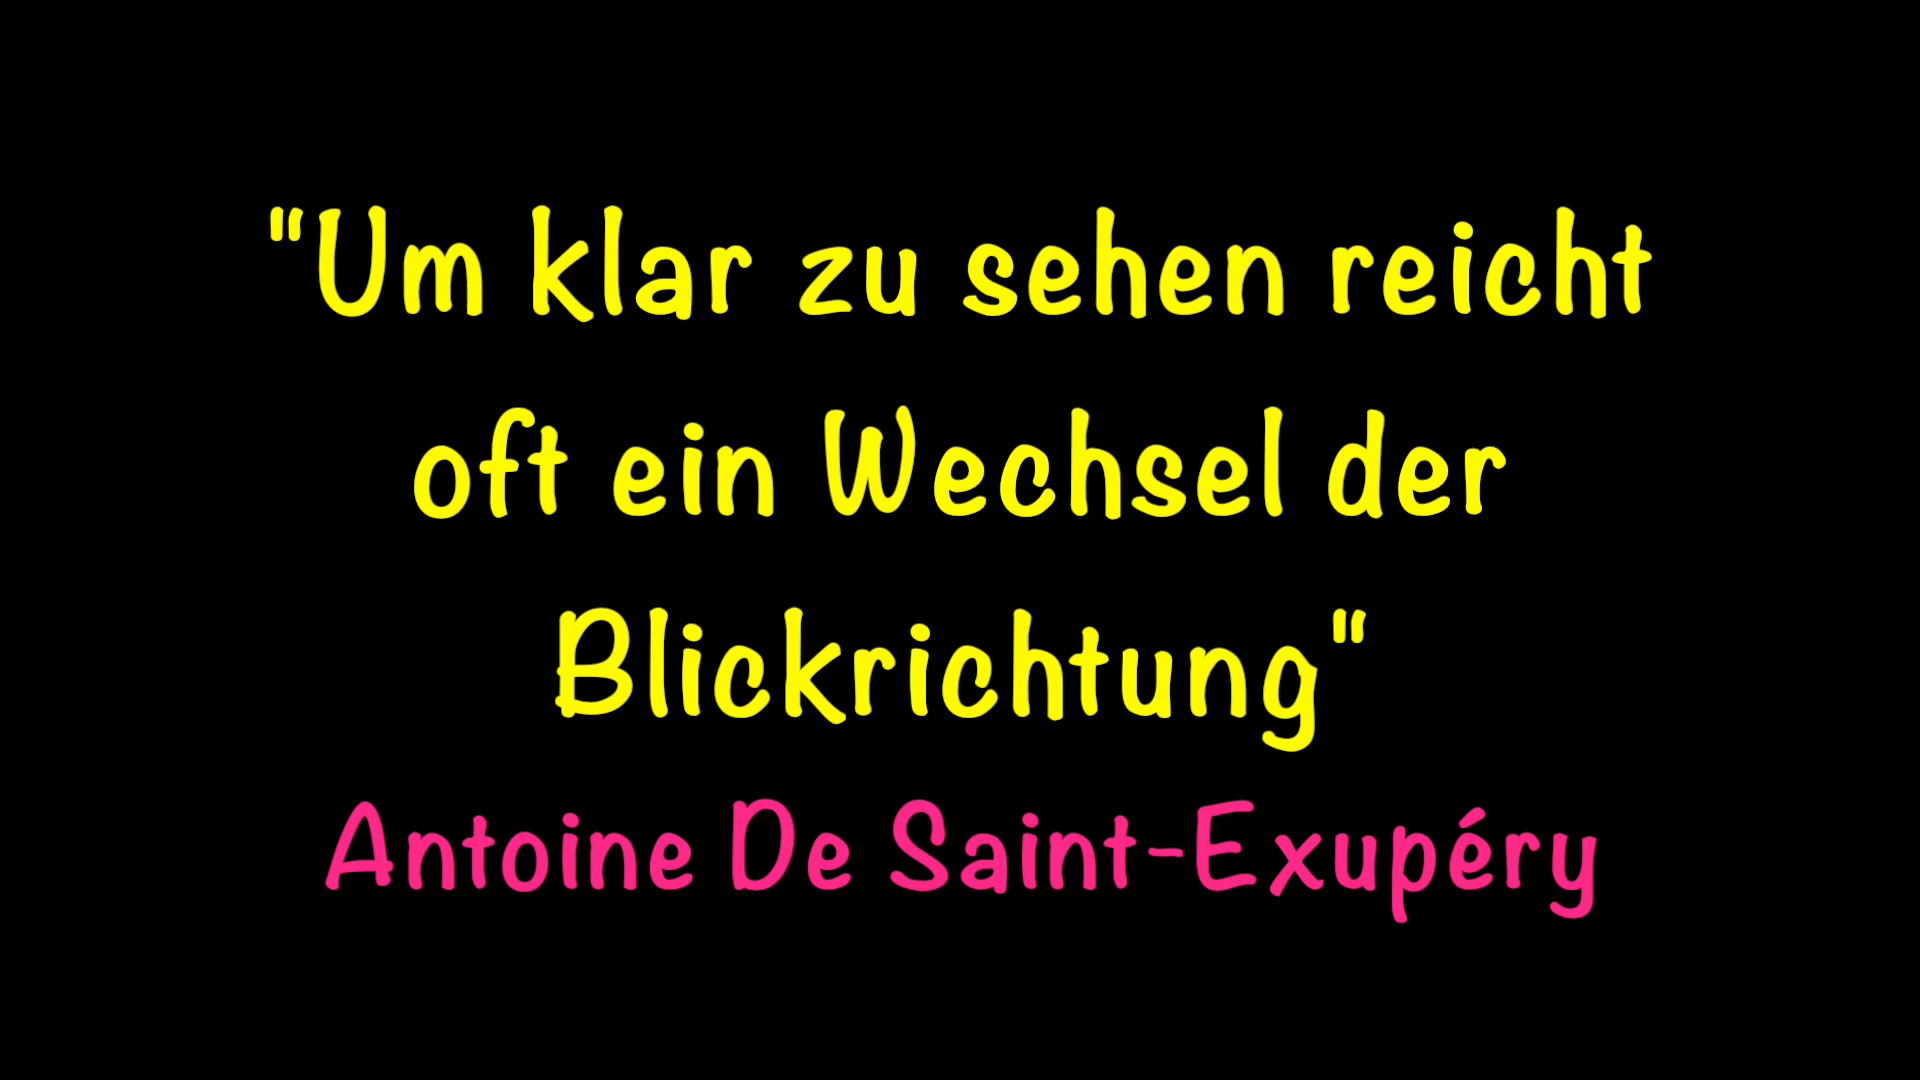 "Um klar zu sehen reicht
oft ein Wechsel der
Blickrichtung"
Antoine De Saint-Exupéry